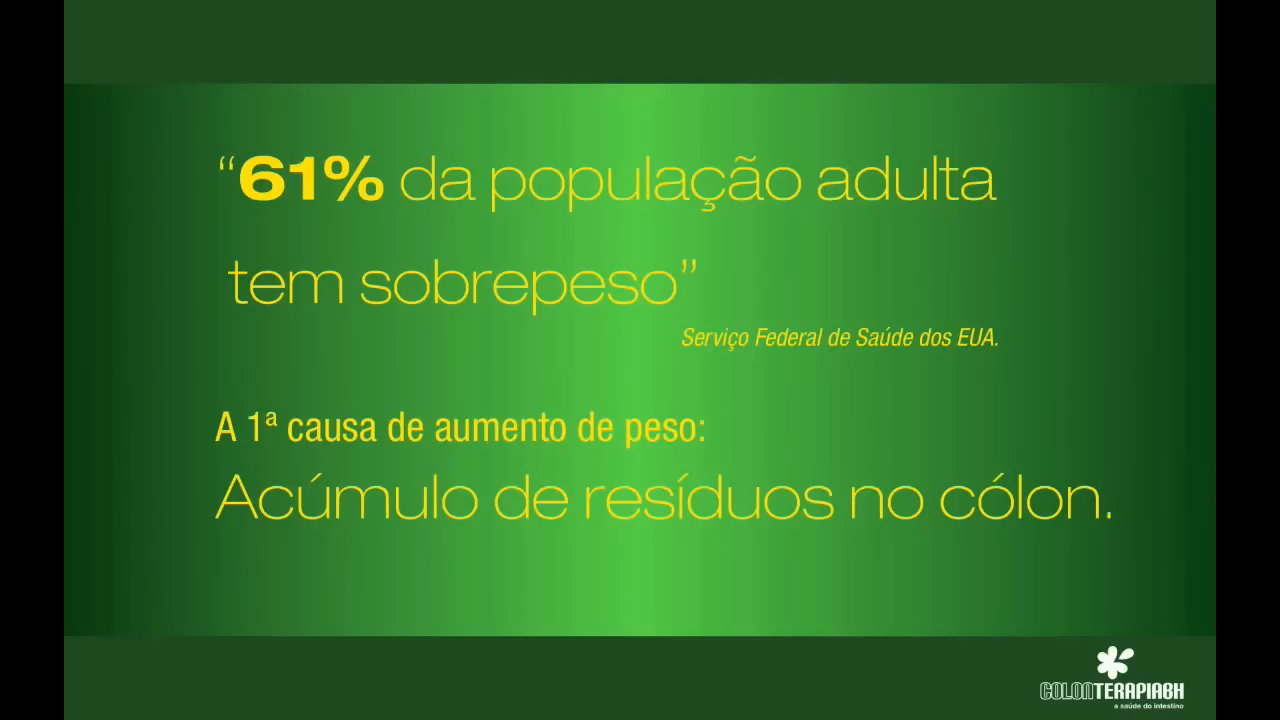 “61% da população adulta
tem sobrepeso”
Serviço Federal de Saúde dos EUA.
A 1ª causa de aumento de peso:
Acúmulo de resíduos no cólon.
COLONTERAPIABH
a saúde do intestino